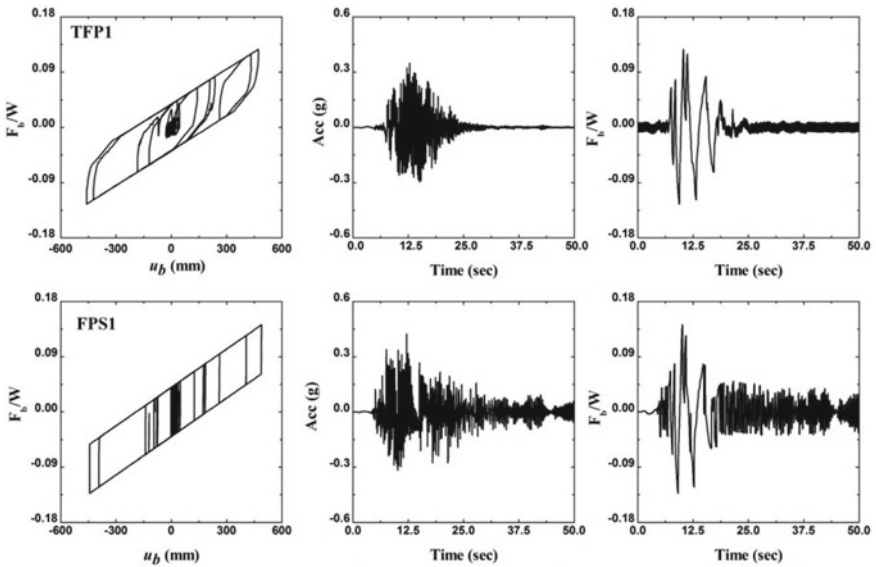 TFP1
F_b/W
0.18
0.09
0.00
-0.09
-0.18
-600 -300 0 300 600
u_b (mm)
Acc (g)
0.6
0.3
0.0
-0.3
-0.6
0.0 12.5 25.0 37.5 50.0
Time (sec)
F_b/W
0.18
0.09
0.00
-0.09
-0.18
0.0 12.5 25.0 37.5 50.0
Time (sec)
FPS1
F_b/W
0.18
0.09
0.00
-0.09
-0.18
-600 -300 0 300 600
u_b (mm)
Acc (g)
0.6
0.3
0.0
-0.3
-0.6
0.0 12.5 25.0 37.5 50.0
Time (sec)
F_b/W
0.18
0.09
0.00
-0.09
-0.18
0.0 12.5 25.0 37.5 50.0
Time (sec)